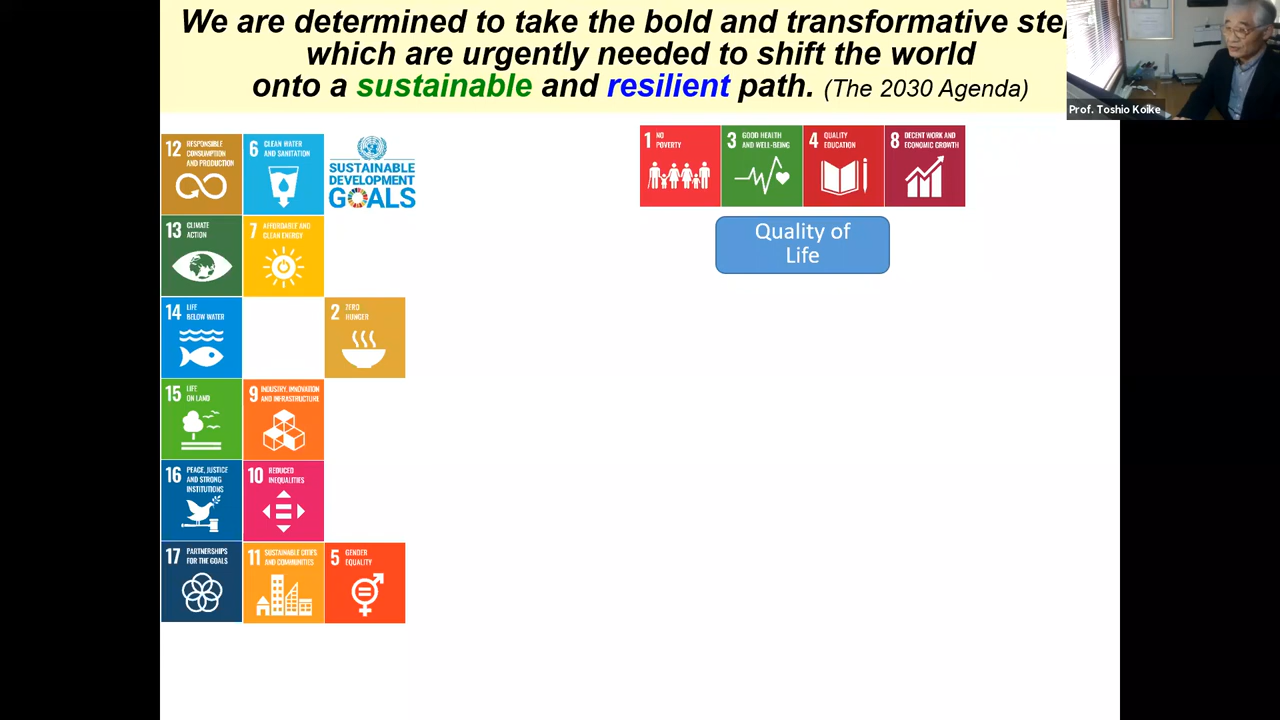 We are determined to take the bold and transformative step
which are urgently needed to shift the world
onto a sustainable and resilient path. (The 2030 Agenda)
Prof. Toshio Koike
12 RESPONSIBLE
CONSUMPTION
AND PRODUCTION
6 CLEAN WATER
AND SANITATION
SUSTAINABLE
DEVELOPMENT
GOALS
1 NO
POVERTY
3 GOOD HEALTH
AND WELL-BEING
4 QUALITY
EDUCATION
8 DECENT WORK AND
ECONOMIC GROWTH
Quality of
Life
13 CLIMATE
ACTION
7 AFFORDABLE AND
CLEAN ENERGY
14 LIFE
BELOW WATER
2 ZERO
HUNGER
15 LIFE
ON LAND
9 INDUSTRY, INNOVATION
AND INFRASTRUCTURE
16 PEACE, JUSTICE
AND STRONG
INSTITUTIONS
10 REDUCED
INEQUALITIES
17 PARTNERSHIPS
FOR THE GOALS
11 SUSTAINABLE CITIES
AND COMMUNITIES
5 GENDER
EQUALITY